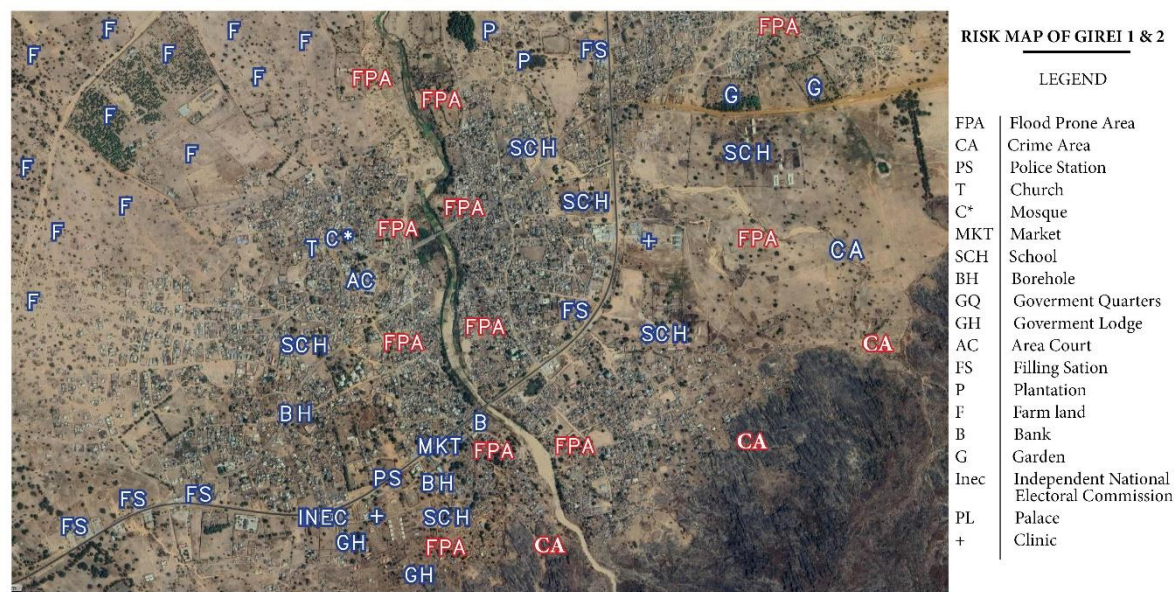 F F F F P FS FPA
F F F FPA P
F FPA G G
F F SCH SCH
F SCH
F FPA
F T C* FPA + FPA CA
AC
F FS
SCH FPA FPA SCH CA
BH B
MKT FPA FPA CA
PS BH
FS FS FS
INEC + SCH
GH FPA CA
GH
RISK MAP OF GIREI 1 & 2
LEGEND
FPA Flood Prone Area
CA Crime Area
PS Police Station
T Church
C* Mosque
MKT Market
SCH School
BH Borehole
GQ Goverment Quarters
GH Goverment Lodge
AC Area Court
FS Filling Sation
P Plantation
F Farm land
B Bank
G Garden
Inec Independent National
Electoral Commission
PL Palace
+ Clinic